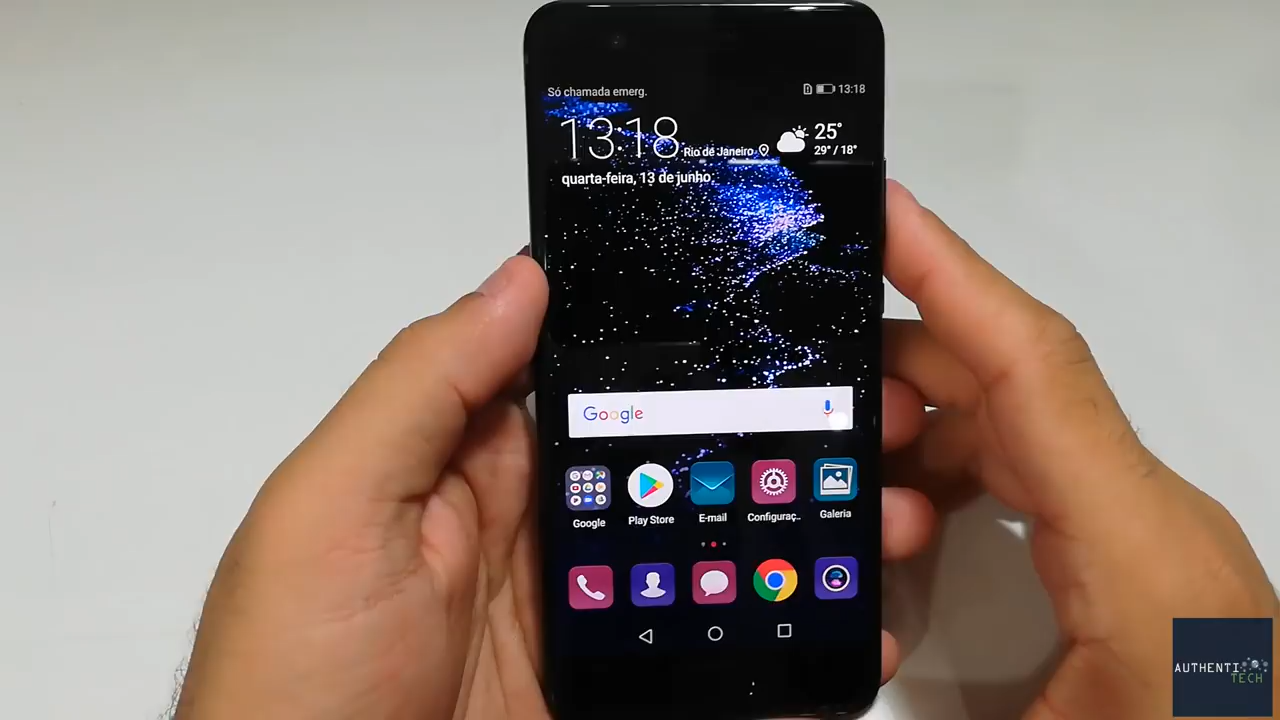 Só chamada emerg.
13:18
13:18
Rio de Janeiro
25°
29° / 18°
quarta-feira, 13 de junho
Google
Google
Play Store
E-mail
Configuraç..
Galeria
AUTHENTI
TECH